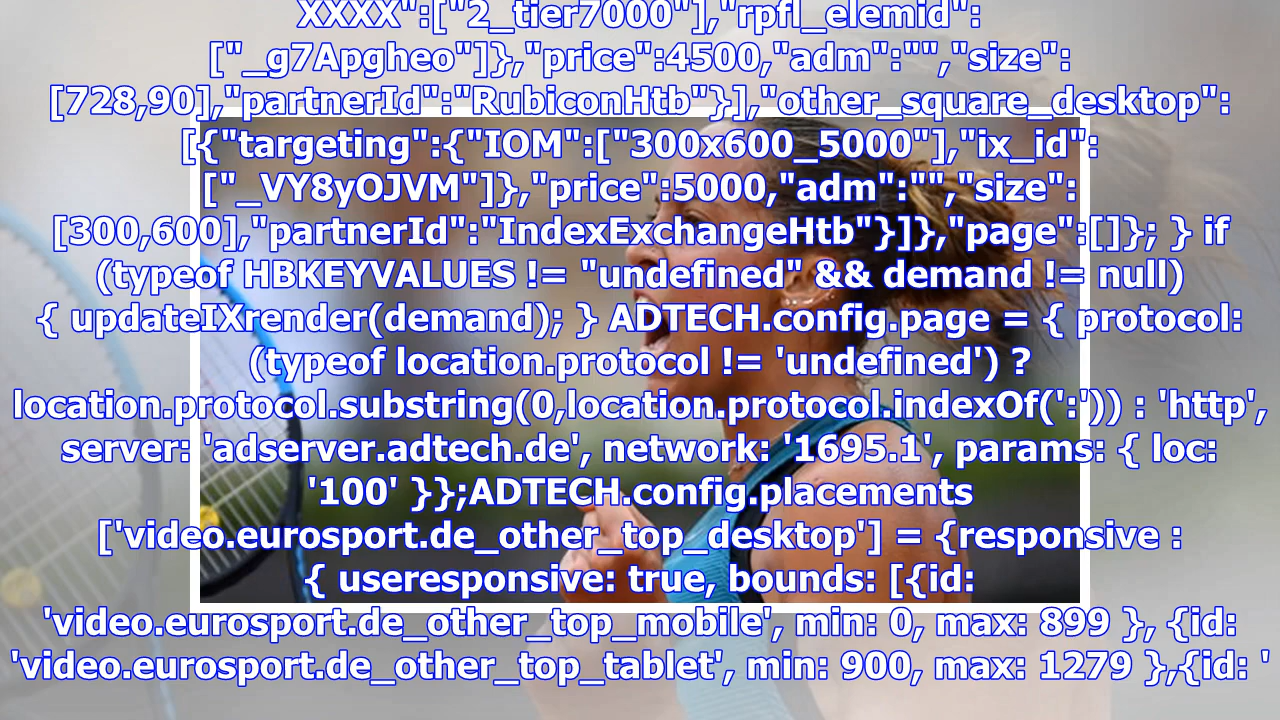 XXXX":["2_tier7000"],"rpfl_elemid":
["_g7Apgheo"]},"price":4500,"adm":"","size":
[728,90],"partnerId":"RubiconHtb"}],"other_square_desktop":
[{"targeting":{"IOM":["300x600_5000"],"ix_id":
["_VY8yOJVM"]},"price":5000,"adm":"","size":
[300,600],"partnerId":"IndexExchangeHtb"}]},"page":[]}; } if
(typeof HBKEYVALUES != "undefined" && demand != null)
{ updateIXrender(demand); } ADTECH.config.page = { protocol:
(typeof location.protocol != 'undefined') ?
location.protocol.substring(0,location.protocol.indexOf(':')) : 'http',
server: 'adserver.adtech.de', network: '1695.1', params: { loc:
'100' }};ADTECH.config.placements
['video.eurosport.de_other_top_desktop'] = {responsive :
{ useresponsive: true, bounds: [{id:
'video.eurosport.de_other_top_mobile', min: 0, max: 899 }, {id:
'video.eurosport.de_other_top_tablet', min: 900, max: 1279 },{id: '